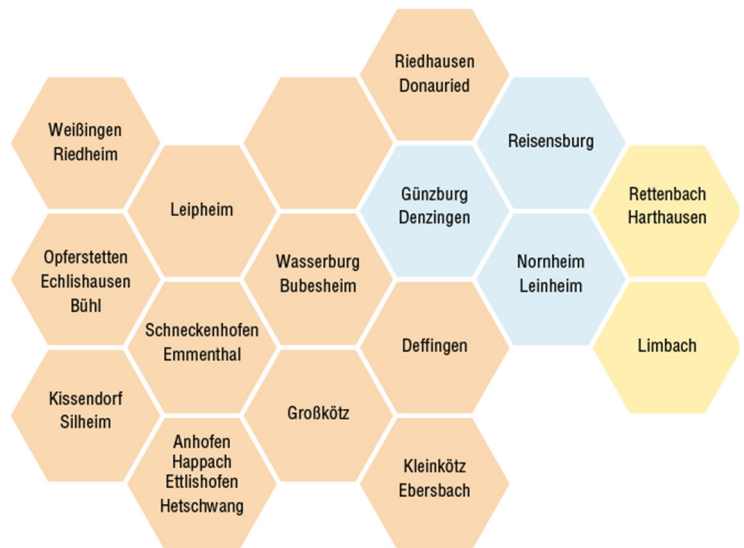 Riedhausen
Donauried
Weißingen
Riedheim
Reisensburg
Leipheim
Günzburg
Denzingen
Rettenbach
Harthausen
Opferstetten
Echlishausen
Bühl
Wasserburg
Bubesheim
Nornheim
Leinheim
Schneckenhofen
Emmenthal
Deffingen
Limbach
Kissendorf
Silheim
Großkötz
Anhofen
Happach
Ettlishofen
Hetschwang
Kleinkötz
Ebersbach